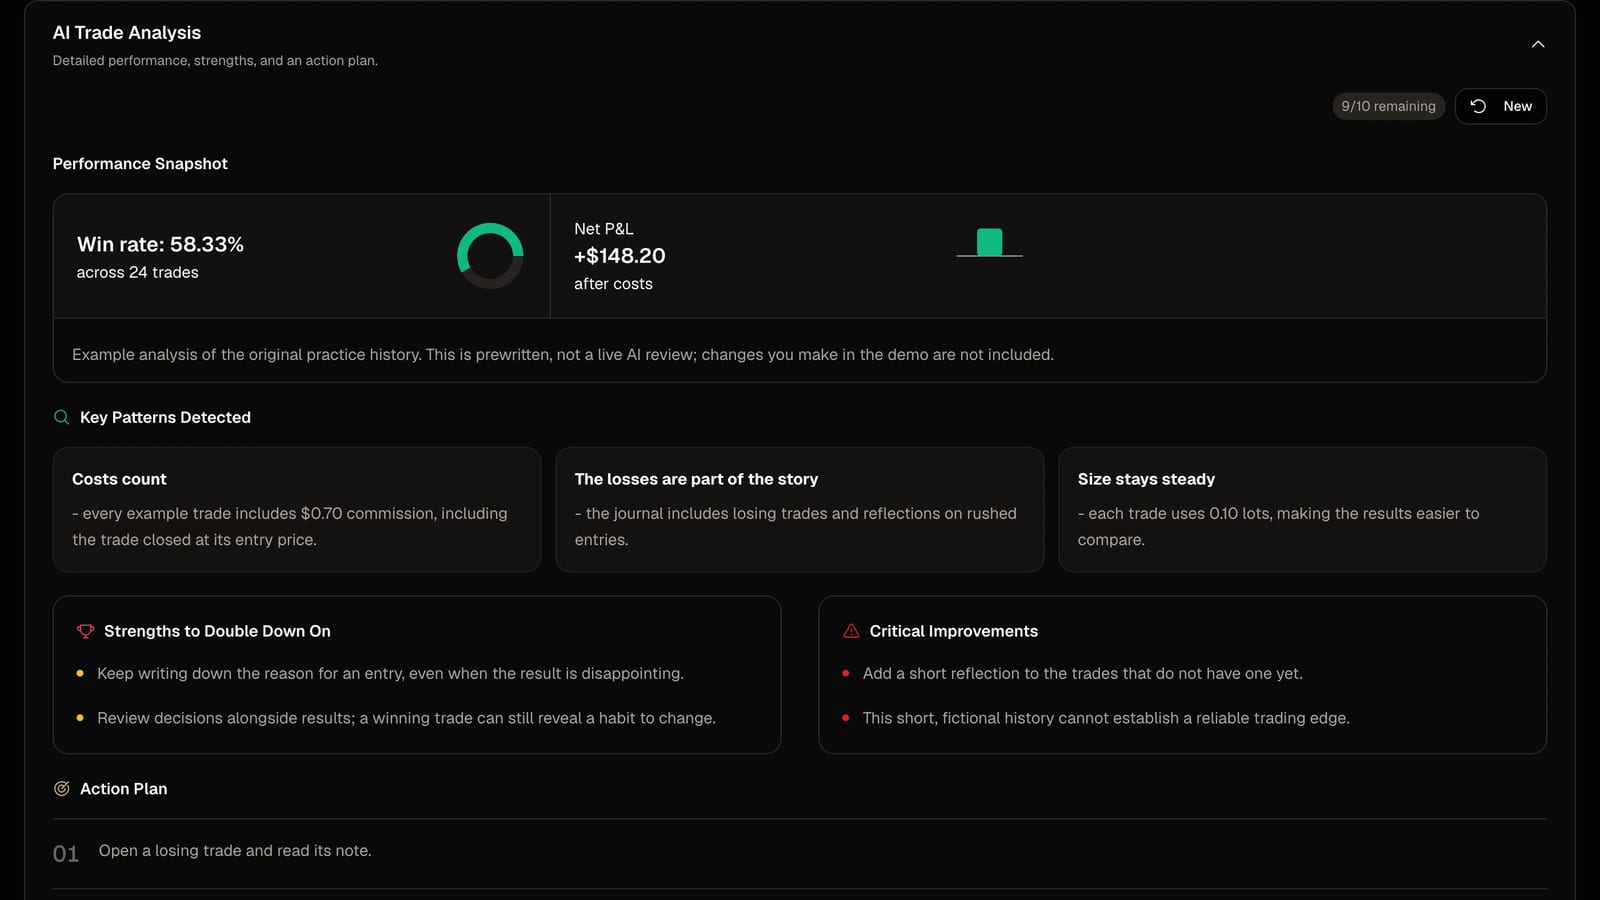 AI Trade Analysis
Detailed performance, strengths, and an action plan.
9/10 remaining
New
Performance Snapshot
Win rate: 58.33%
across 24 trades
Net P&L
+$148.20
after costs
Example analysis of the original practice history. This is prewritten, not a live AI review; changes you make in the demo are not included.
Key Patterns Detected
Costs count
- every example trade includes $0.70 commission, including
the trade closed at its entry price.
The losses are part of the story
- the journal includes losing trades and reflections on rushed
entries.
Size stays steady
- each trade uses 0.10 lots, making the results easier to
compare.
Strengths to Double Down On
Keep writing down the reason for an entry, even when the result is disappointing.
Review decisions alongside results; a winning trade can still reveal a habit to change.
Critical Improvements
Add a short reflection to the trades that do not have one yet.
This short, fictional history cannot establish a reliable trading edge.
Action Plan
01 Open a losing trade and read its note.